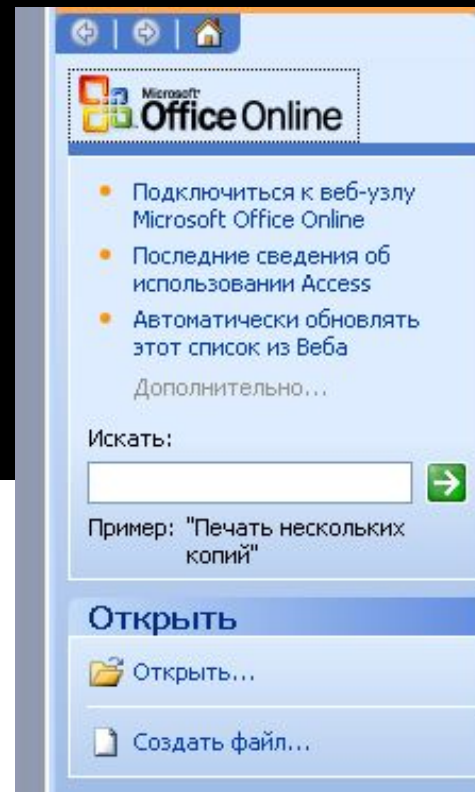 Microsoft
Office Online
Подключиться к веб-узлу
Microsoft Office Online
Последние сведения об
использовании Access
Автоматически обновлять
этот список из Веба
Дополнительно...
Искать:
Пример: "Печать нескольких
копий"
Открыть
Открыть...
Создать файл...